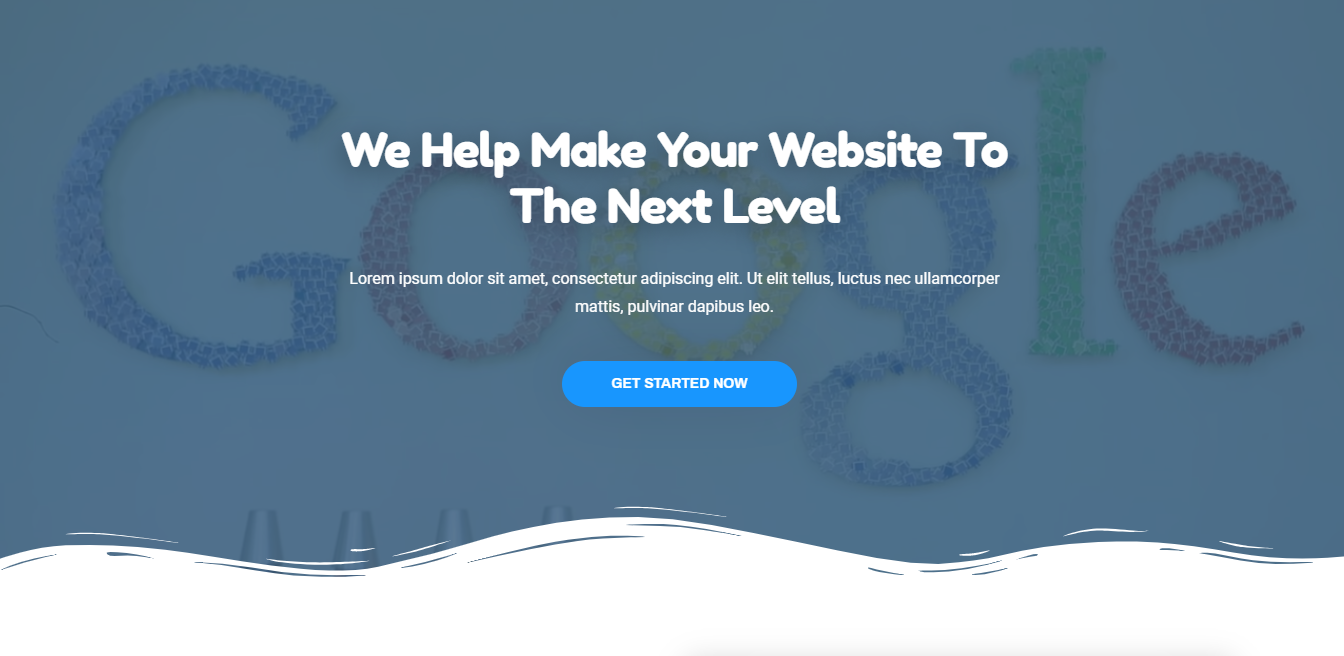 Google
We Help Make Your Website To
The Next Level
Lorem ipsum dolor sit amet, consectetur adipiscing elit. Ut elit tellus, luctus nec ullamcorper
mattis, pulvinar dapibus leo.
GET STARTED NOW